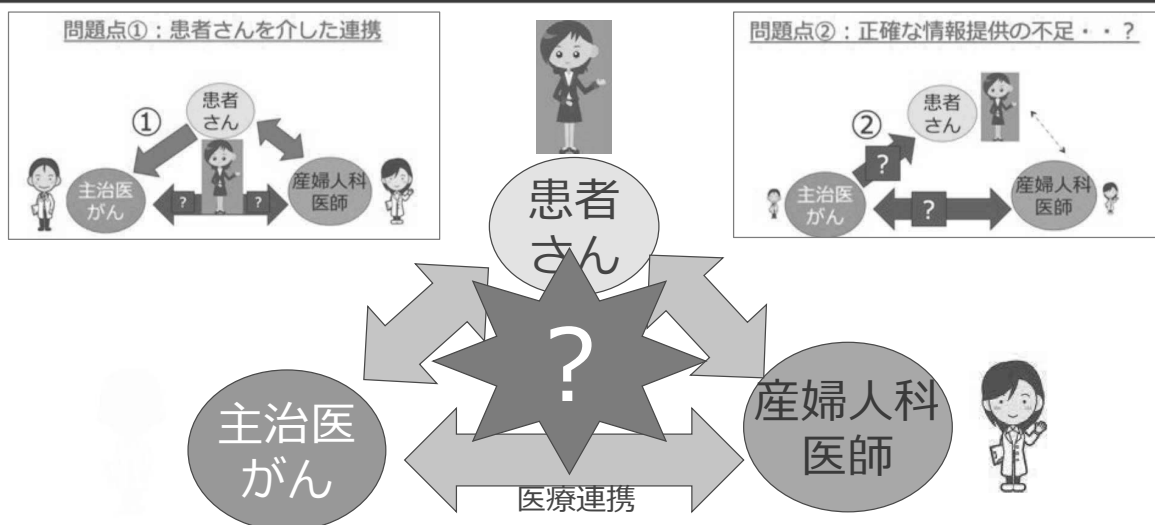 問題点①：患者さんを介した連携
患者
さん
①
主治医
がん
?
?
産婦人科
医師
問題点②：正確な情報提供の不足・・？
患者
さん
②
?
主治医
がん
?
産婦人科
医師
患者
さん
?
主治医
がん
産婦人科
医師
医療連携